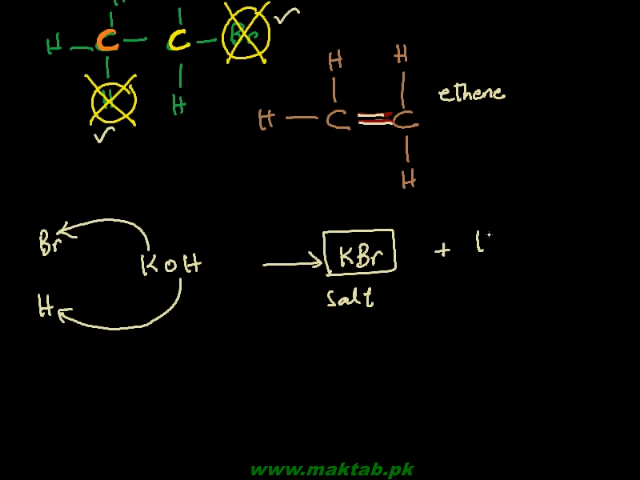 H C C Br
H H
H H
H C C ethene
H
Br
KOH KBr +
H salt
www.maktab.pk